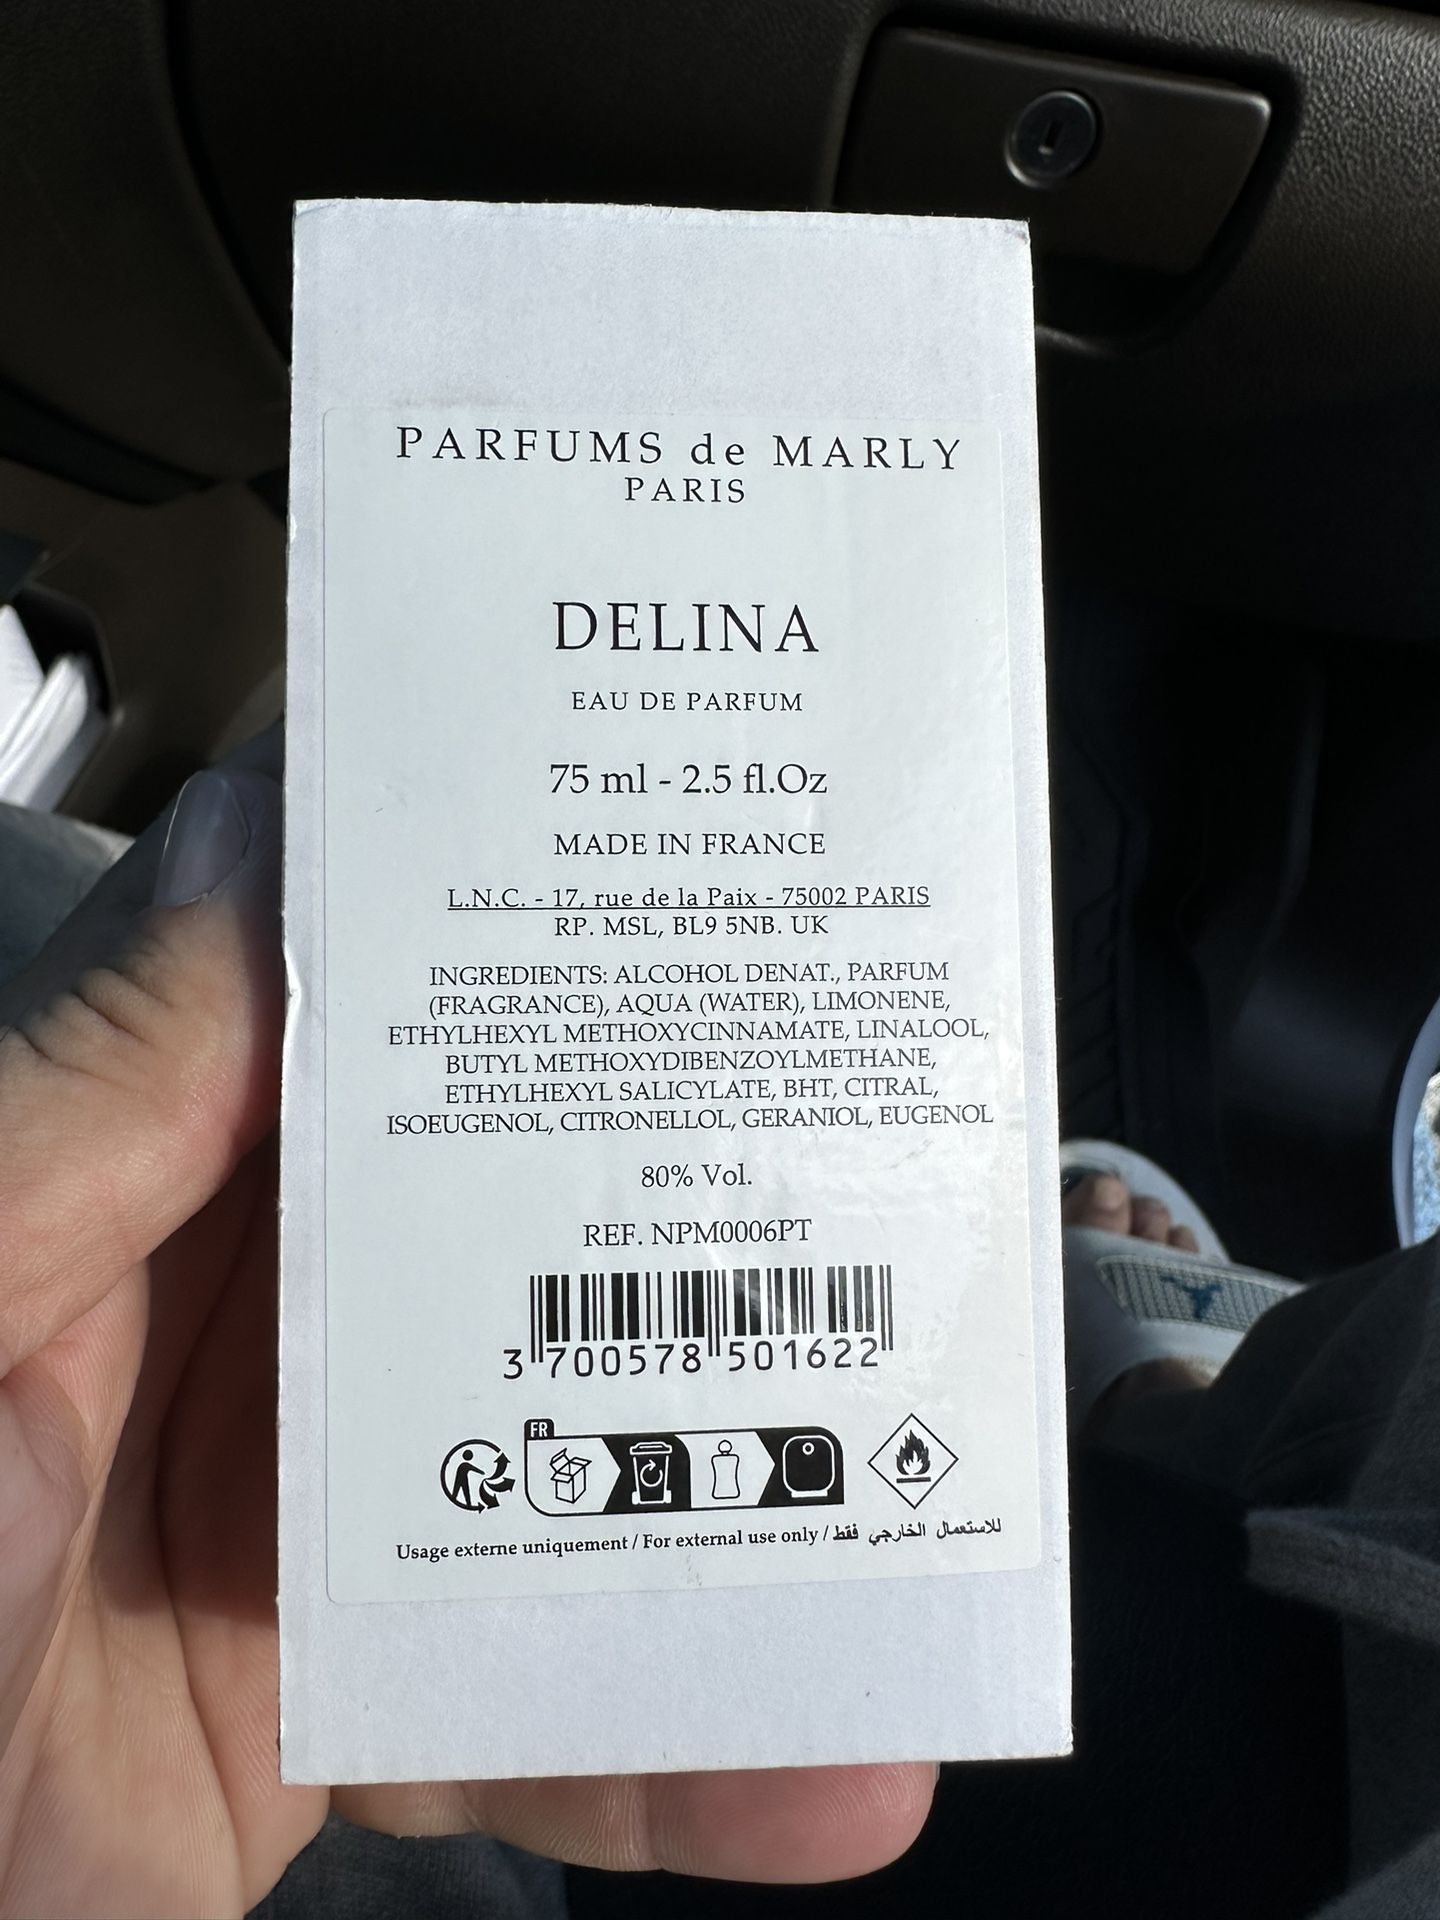 PARFUMS de MARLY
PARIS
DELINA
EAU DE PARFUM
75 ml - 2.5 fl.Oz
MADE IN FRANCE
L.N.C. - 17, rue de la Paix - 75002 PARIS
RP. MSL, BL9 5NB. UK
INGREDIENTS: ALCOHOL DENAT., PARFUM
(FRAGRANCE), AQUA (WATER), LIMONENE,
ETHYLHEXYL METHOXYCINNAMATE, LINALOOL,
BUTYL METHOXYDIBENZOYLMETHANE,
ETHYLHEXYL SALICYLATE, BHT, CITRAL,
ISOEUGENOL, CITRONELLOL, GERANIOL, EUGENOL
80% Vol.
REF. NPM0006PT
3 700578 501622
FR
Usage externe uniquement / For external use only / للاستعمال الخارجي فقط